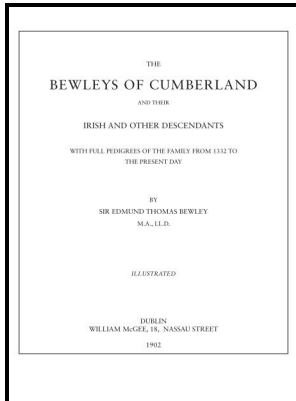 THE
BEWLEYS OF CUMBERLAND
AND THEIR
IRISH AND OTHER DESCENDANTS
WITH FULL PEDIGREES OF THE FAMILY FROM 1332 TO
THE PRESENT DAY
BY
SIR EDMUND THOMAS BEWLEY
M.A., LL.D.
ILLUSTRATED
DUBLIN
WILLIAM McGEE, 18, NASSAU STREET
1902